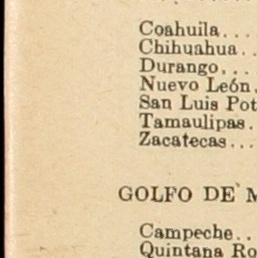 Coahuila...
Chihuahua..
Durango...
Nuevo León.
San Luis Pot
Tamaulipas.
Zacatecas...
GOLFO DE M
Campeche..
Quintana Ro